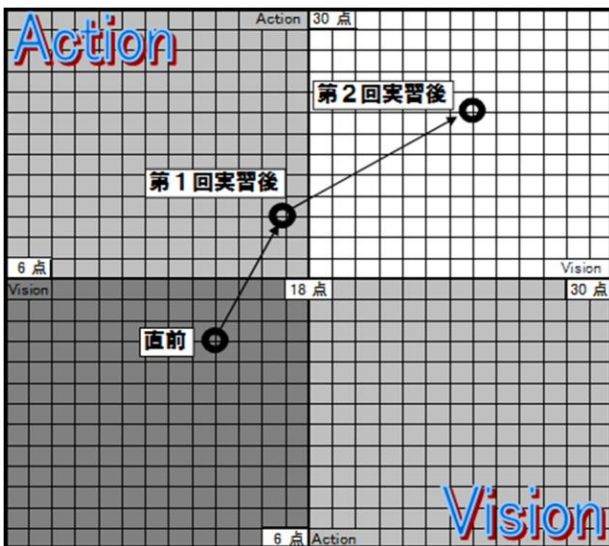 Action 30 点
Action
第２回実習後
第１回実習後
6 点 Vision
Vision 18 点 30 点
直前
Vision
6 点 Action